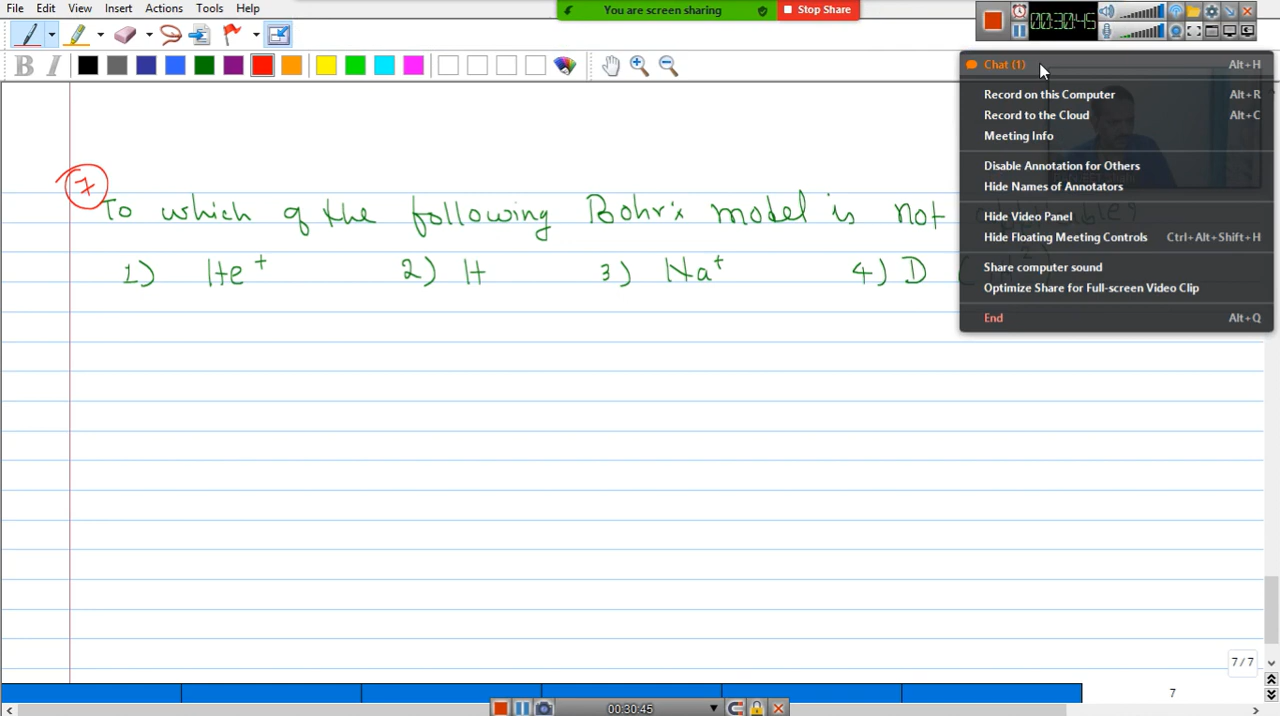 File Edit View Insert Actions Tools Help
You are screen sharing
Stop Share
00:30:45
B I
Chat (1) Alt+H
Record on this Computer Alt+R
Record to the Cloud Alt+C
Meeting Info
Disable Annotation for Others
Hide Names of Annotators
Hide Video Panel
Hide Floating Meeting Controls Ctrl+Alt+Shift+H
Share computer sound
Optimize Share for Full-screen Video Clip
End Alt+Q
7
To which of the following Bohr's model is not
1) He⁺ 2) H 3) Na⁺ 4) D
7 / 7
7
00:30:45